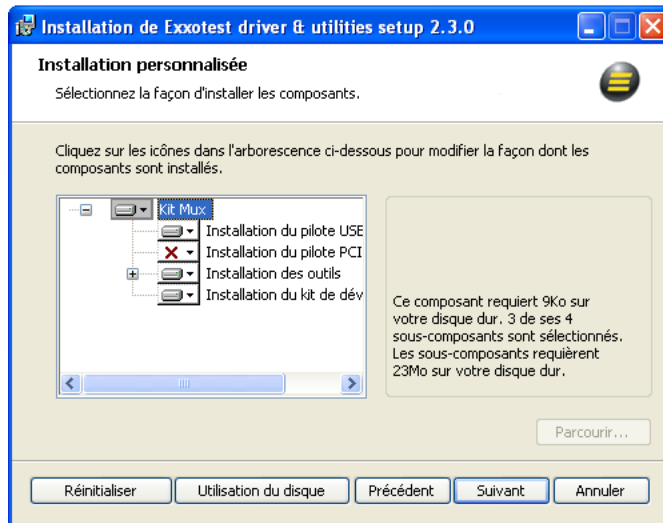 Installation de Exxotest driver & utilities setup 2.3.0
Installation personnalisée
Sélectionnez la façon d'installer les composants.
Cliquez sur les icônes dans l'arborescence ci-dessous pour modifier la façon dont les
composants sont installés.
Kit Mux
Installation du pilote USB
Installation du pilote PCI
Installation des outils
Installation du kit de dév
Ce composant requiert 9Ko sur
votre disque dur. 3 de ses 4
sous-composants sont sélectionnés.
Les sous-composants requièrent
23Mo sur votre disque dur.
Parcourir...
Réinitialiser
Utilisation du disque
Précédent
Suivant
Annuler